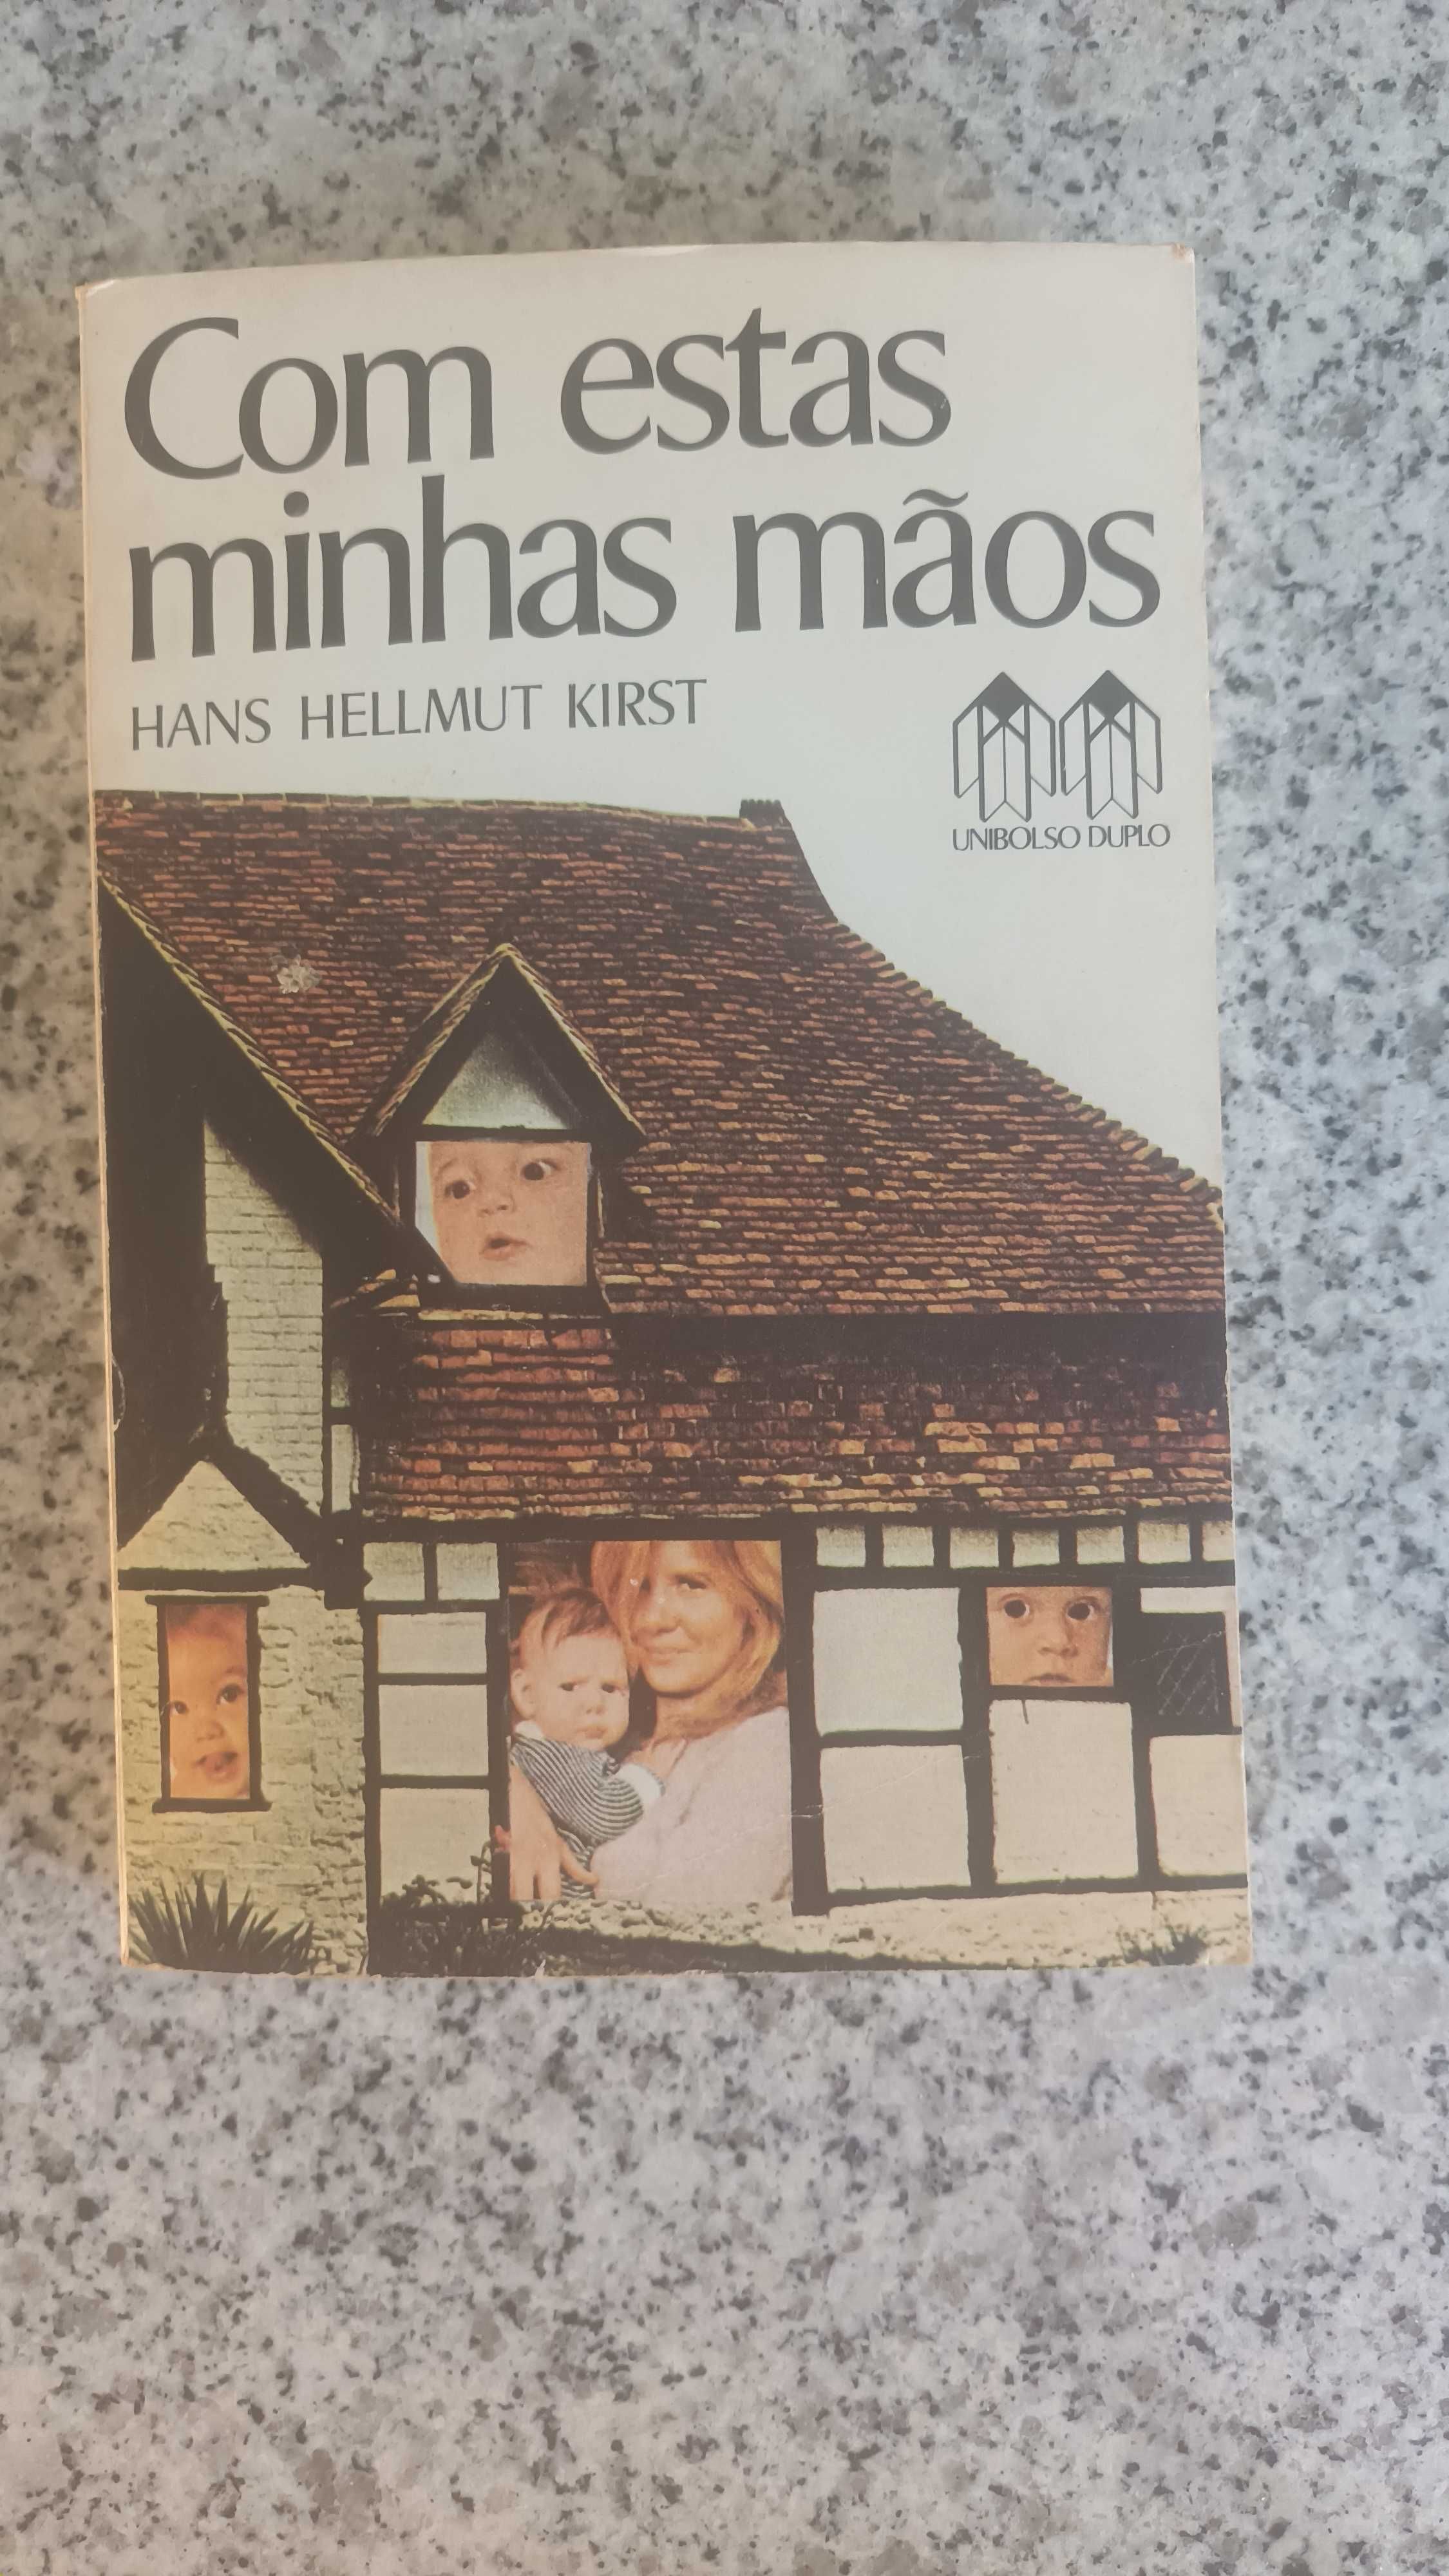 Com estas
minhas mãos
HANS HELLMUT KIRST
UNIBOLSO DUPLO